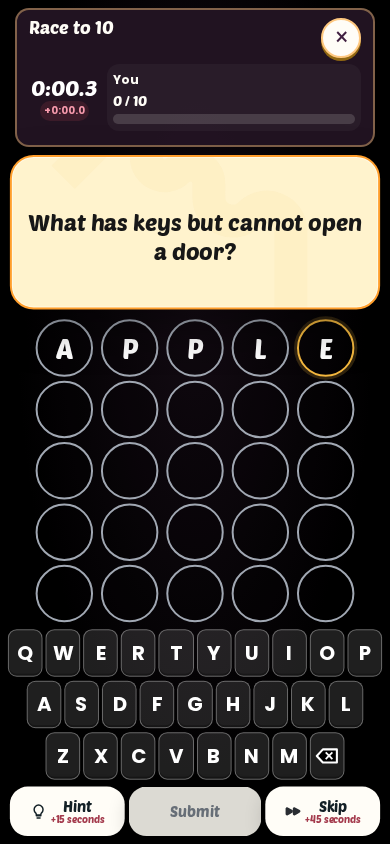 Race to 10
×
0:00.3
+0:00.0
You
0 / 10
What has keys but cannot open
a door?
A P P L E
Q W E R T Y U I O P
A S D F G H J K L
Z X C V B N M
Hint
+15 seconds
Submit
Skip
+45 seconds